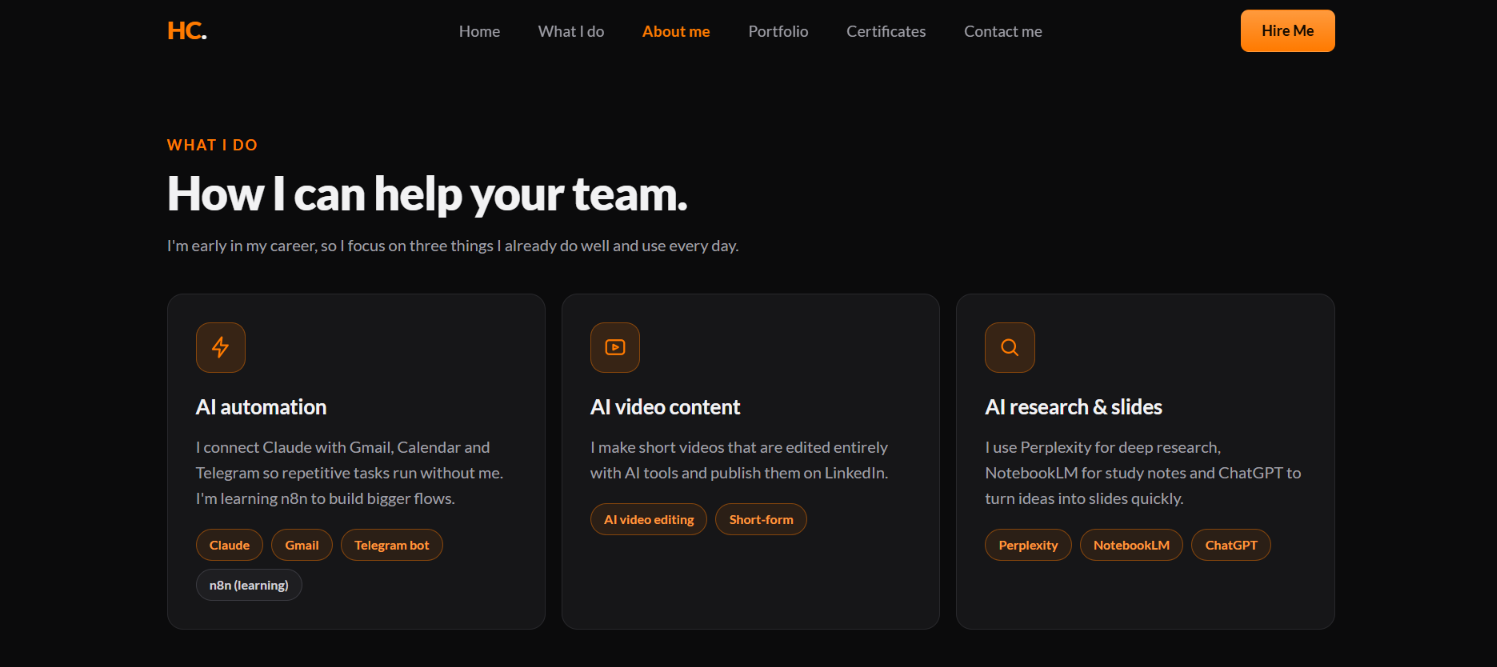 HC.
Home
What I do
About me
Portfolio
Certificates
Contact me
Hire Me
WHAT I DO
How I can help your team.
I'm early in my career, so I focus on three things I already do well and use every day.
AI automation
I connect Claude with Gmail, Calendar and
Telegram so repetitive tasks run without me.
I'm learning n8n to build bigger flows.
Claude
Gmail
Telegram bot
n8n (learning)
AI video content
I make short videos that are edited entirely
with AI tools and publish them on LinkedIn.
AI video editing
Short-form
AI research & slides
I use Perplexity for deep research,
NotebookLM for study notes and ChatGPT to
turn ideas into slides quickly.
Perplexity
NotebookLM
ChatGPT